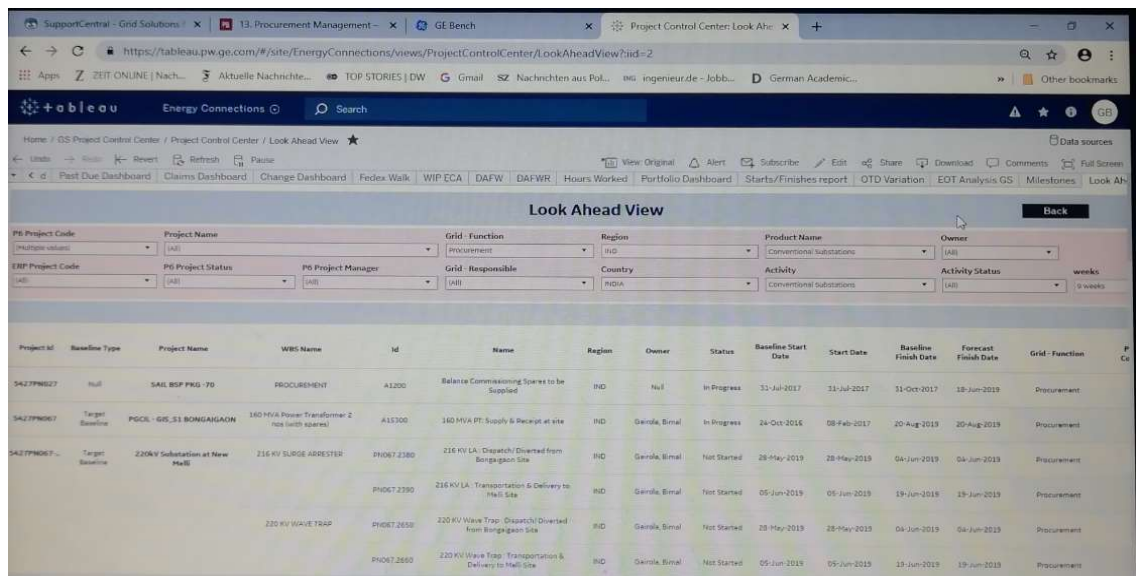 SupportCentral - Grid Solutions
13. Procurement Management –
GE Bench
Project Control Center: Look Ahe
https://tableau.pw.ge.com/#/site/EnergyConnections/views/ProjectControlCenter/LookAheadView?:iid=2
Apps ZEIT ONLINE | Nach... Aktuelle Nachrichte... TOP STORIES | DW Gmail SZ Nachrichten aus Pol... ingenieur.de - Jobb... German Academic... Other bookmarks
+ableau Energy Connections Search GB
Home / GS Project Control Center / Project Control Center / Look Ahead View Data sources
Undo Redo Revert Refresh Pause View: Original Alert Subscribe Edit Share Download Comments Full Screen
< d Past Due Dashboard Claims Dashboard Change Dashboard Fedex Walk WIP ECA DAFW DAFWR Hours Worked Portfolio Dashboard Starts/Finishes report OTD Variation EOT Analysis GS Milestones Look Ah
Look Ahead View Back
P6 Project Code Project Name Grid - Function Region Product Name Owner
(Multiple values) (All) Procurement IND Conventional Substations (All)
ERP Project Code P6 Project Status P6 Project Manager Grid - Responsible Country Activity Activity Status weeks
(All) (All) (All) (All) INDIA Conventional Substations (All) 9 weeks
Project Id Baseline Type Project Name WBS Name Id Name Region Owner Status Baseline Start Date Start Date Baseline Finish Date Forecast Finish Date Grid - Function
Null SAIL BSP PKG -70 PROCUREMENT A1200 Balance Commissioning Spares to be Supplied IND Null In Progress 31-Jul-2017 31-Jul-2017 31-Oct-2017 18-Jun-2019 Procurement
Target Baseline PGCIL - GIS_S1 BONGAIGAON 160 MVA Power Transformer 2 nos (with spares) A15300 160 MVA PT: Supply & Receipt at site IND Gairola, Bimal In Progress 24-Oct-2016 08-Feb-2017 20-Aug-2019 20-Aug-2019 Procurement
Target Baseline 220kV Substation at New Melli 216 KV SURGE ARRESTER PN067.2380 216 KV LA : Dispatch/ Diverted from Bongaigaon Site IND Gairola, Bimal Not Started 28-May-2019 28-May-2019 04-Jun-2019 04-Jun-2019 Procurement
PN067.2390 216 KV LA : Transportation & Delivery to Melli Site IND Gairola, Bimal Not Started 05-Jun-2019 05-Jun-2019 19-Jun-2019 19-Jun-2019 Procurement
220 KV WAVE TRAP PN067.2650 220 KV Wave Trap : Dispatch/ Diverted from Bongaigaon Site IND Gairola, Bimal Not Started 28-May-2019 28-May-2019 04-Jun-2019 04-Jun-2019 Procurement
PN067.2660 220 KV Wave Trap : Transportation & Delivery to Melli Site IND Gairola, Bimal Not Started 05-Jun-2019 05-Jun-2019 19-Jun-2019 19-Jun-2019 Procurement